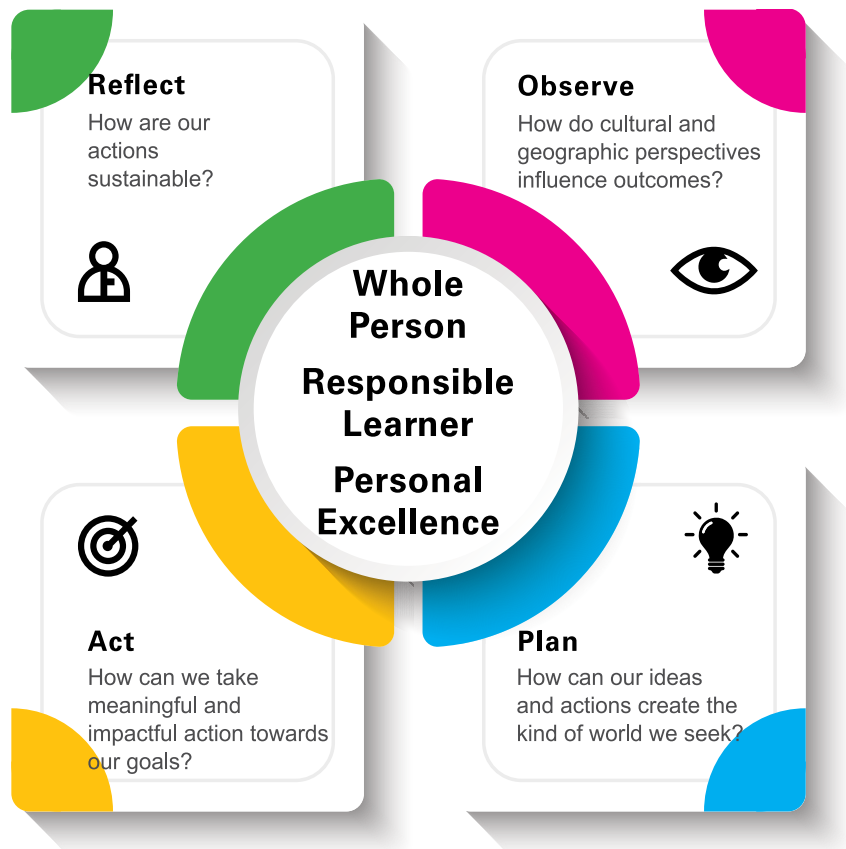 Reflect
How are our
actions
sustainable?
Observe
How do cultural and
geographic perspectives
influence outcomes?
Whole
Person
Responsible
Learner
Personal
Excellence
Act
How can we take
meaningful and
impactful action towards
our goals?
Plan
How can our ideas
and actions create the
kind of world we seek?